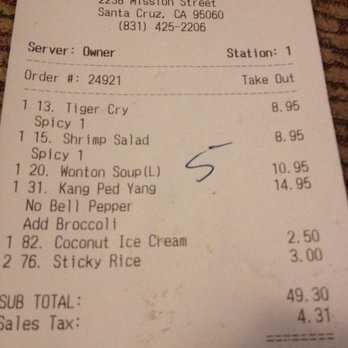 2238 Mission Street
Santa Cruz, CA 95060
(831) 425-2206
Server: Owner Station: 1
Order #: 24921 Take Out
1 13. Tiger Cry 8.95
Spicy 1
1 15. Shrimp Salad 8.95
Spicy 1
1 20. Wonton Soup(L) 10.95
1 31. Kang Ped Yang 14.95
No Bell Pepper
Add Broccoli
1 82. Coconut Ice Cream 2.50
2 76. Sticky Rice 3.00
5
SUB TOTAL: 49.30
Sales Tax: 4.31